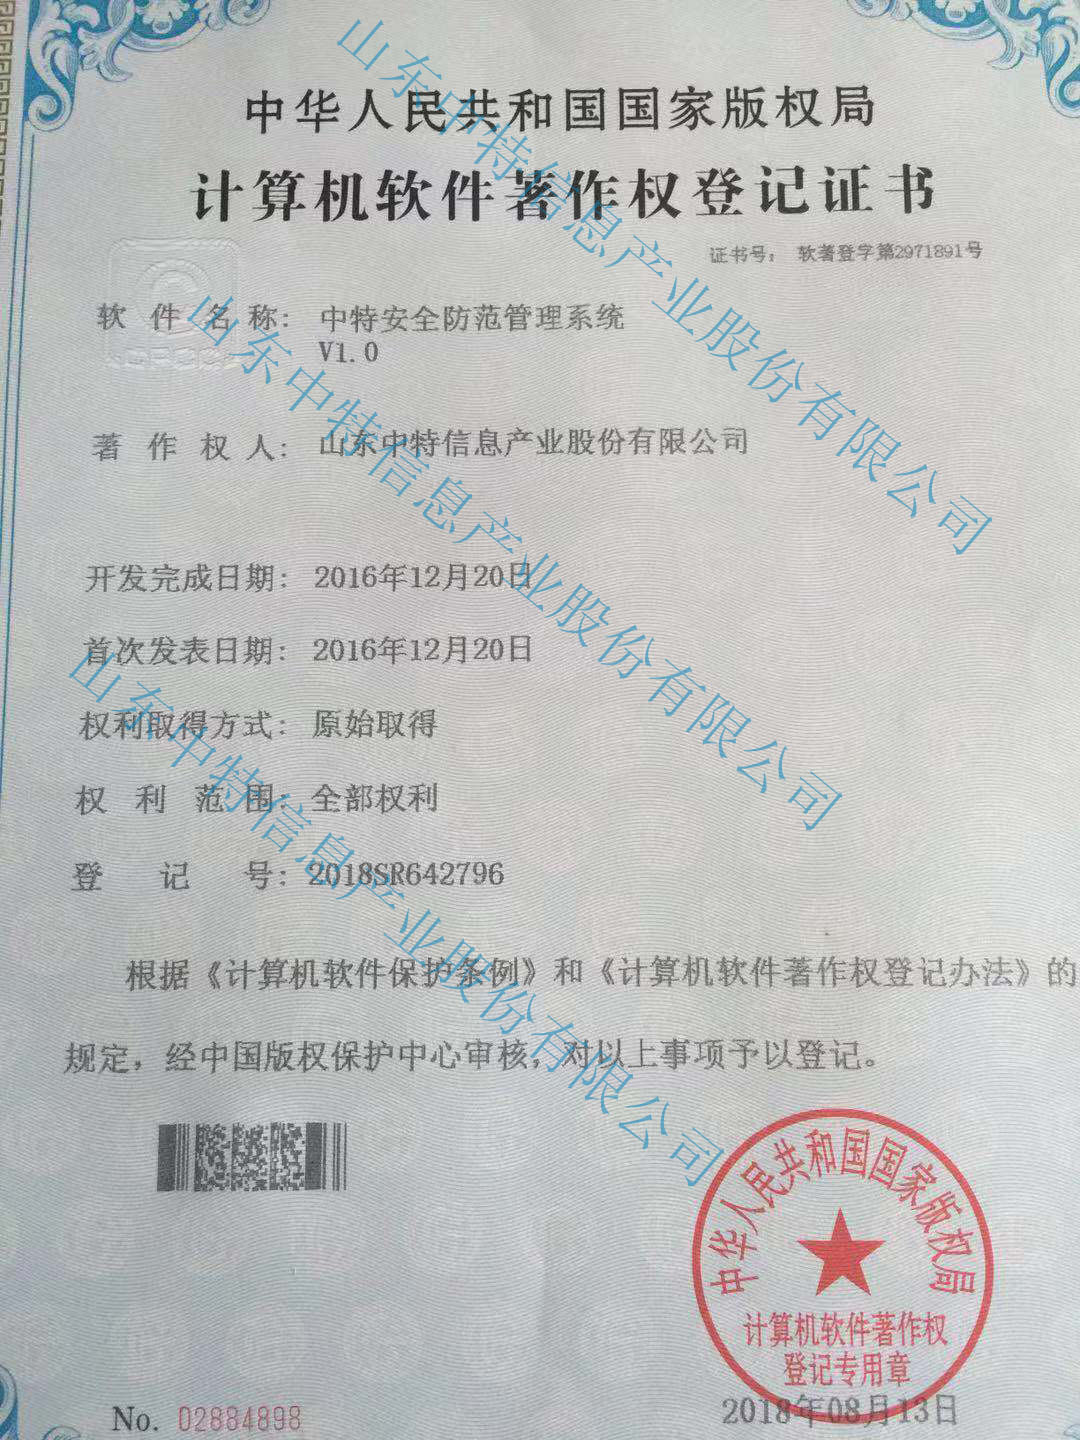 中华人民共和国国家版权局
计算机软件著作权登记证书
证书号： 软著登字第2971891号
软件名称： 中特安全防范管理系统
V1.0
著作权人： 山东中特信息产业股份有限公司
开发完成日期： 2016年12月20日
首次发表日期： 2016年12月20日
权利取得方式： 原始取得
权利范围： 全部权利
登记号： 2018SR642796
根据《计算机软件保护条例》和《计算机软件著作权登记办法》的
规定，经中国版权保护中心审核，对以上事项予以登记。
中华人民共和国国家版权局
计算机软件著作权
登记专用章
No. 02884898
2018年08月13日
山东中特信息产业股份有限公司
山东中特信息产业股份有限公司
山东中特信息产业股份有限公司